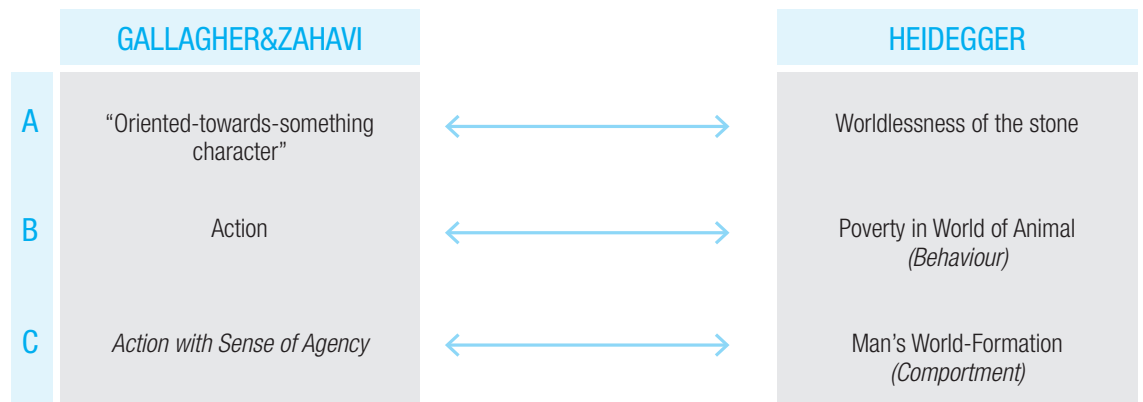 GALLAGHER&ZAHAVI
HEIDEGGER
A
“Oriented-towards-something
character”
Worldlessness of the stone
B
Action
Poverty in World of Animal
(Behaviour)
C
Action with Sense of Agency
Man’s World-Formation
(Comportment)